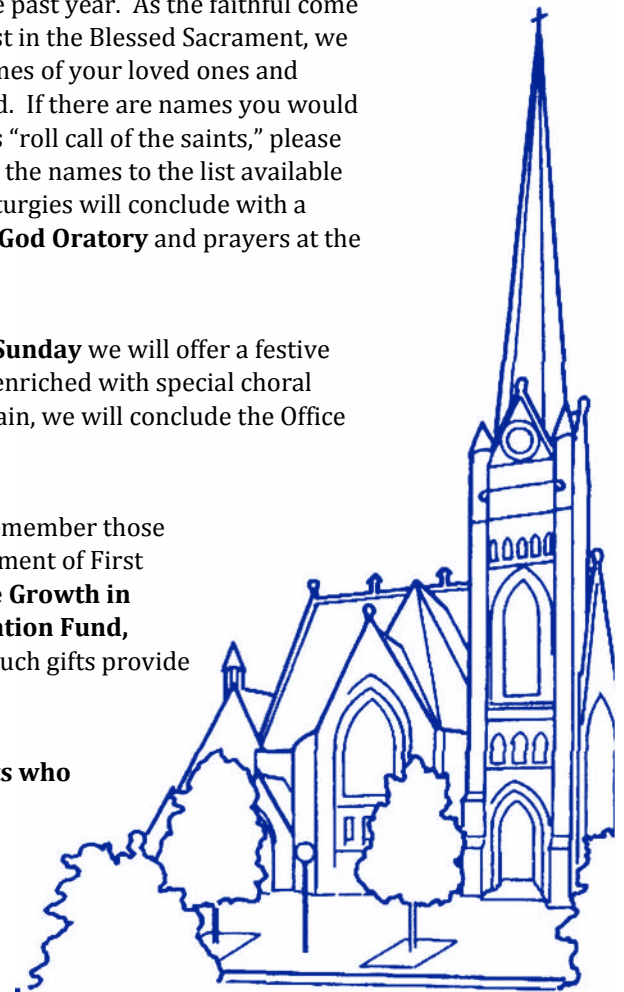 e past year. As the faithful come
st in the Blessed Sacrament, we
mes of your loved ones and
d. If there are names you would
s “roll call of the saints,” please
the names to the list available
turgies will conclude with a
God Oratory and prayers at the
Sunday we will offer a festive
enriched with special choral
ain, we will conclude the Office
emember those
ment of First
e Growth in
ation Fund,
uch gifts provide
ts who